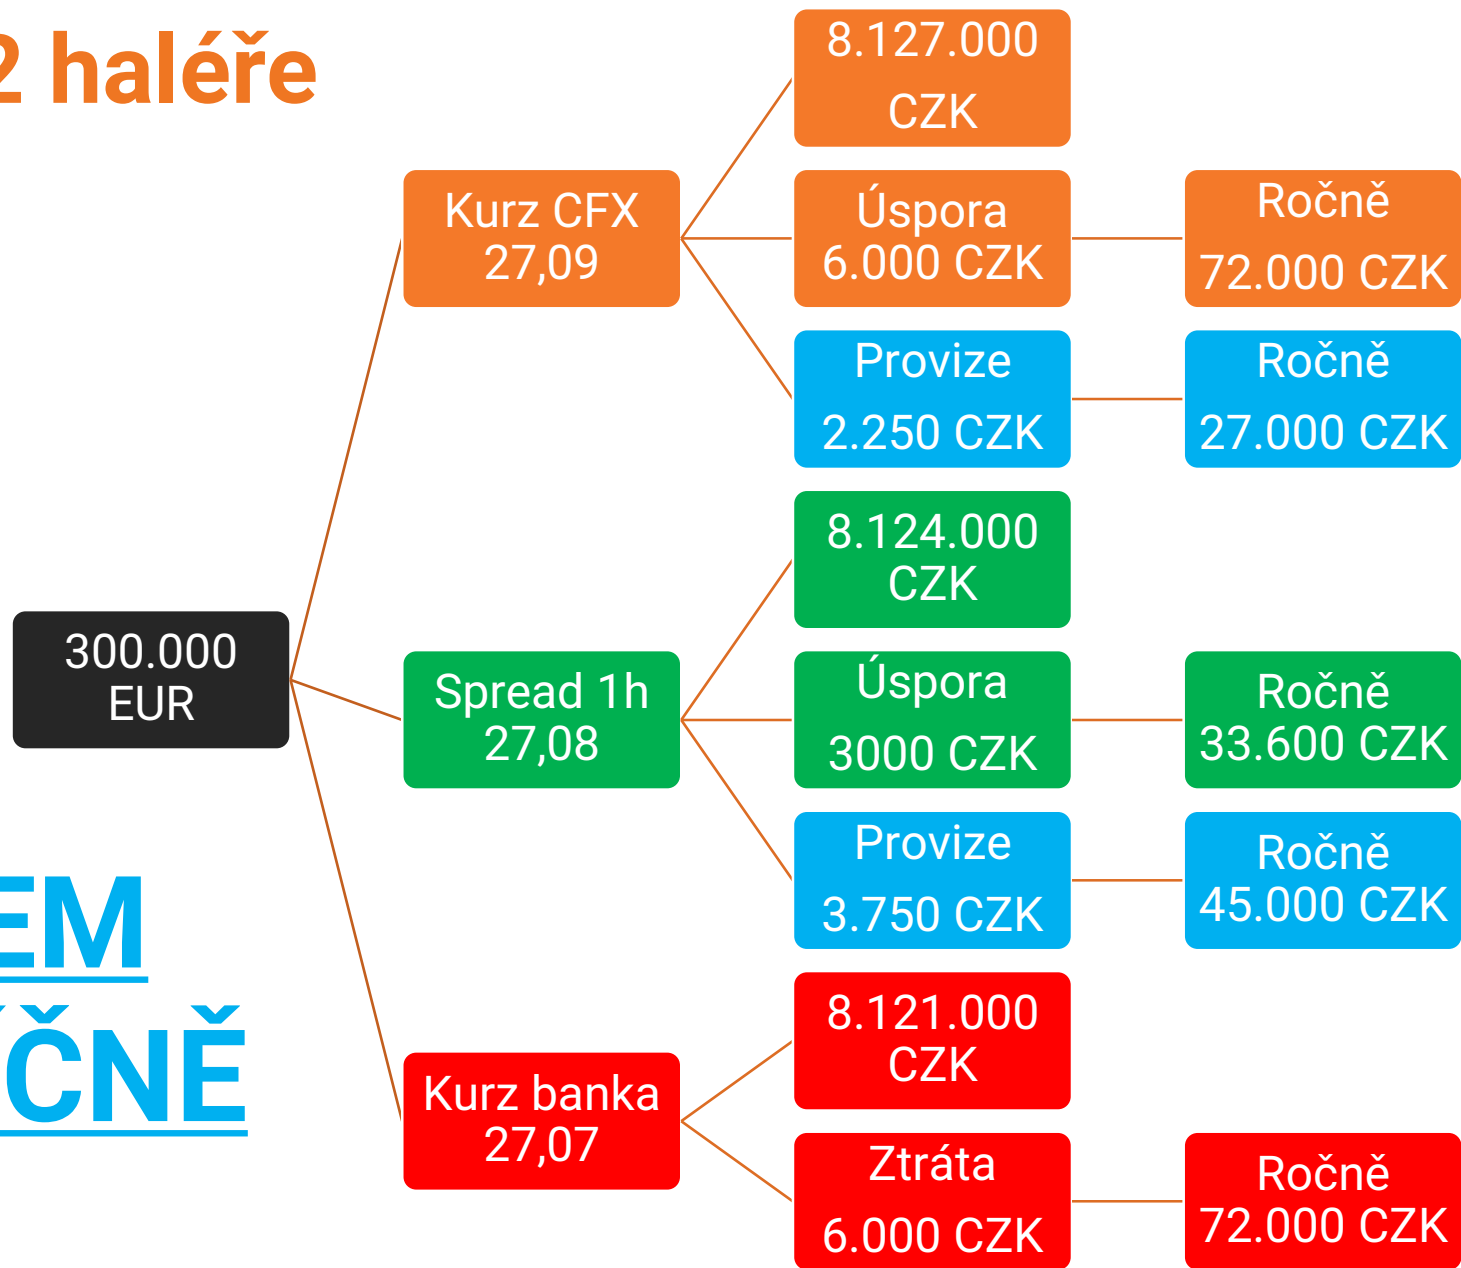 2 haléře
300.000
EUR
Kurz CFX
27,09
8.127.000
CZK
Úspora
6.000 CZK
Ročně
72.000 CZK
Provize
2.250 CZK
Ročně
27.000 CZK
Spread 1h
27,08
8.124.000
CZK
Úspora
3000 CZK
Ročně
33.600 CZK
Provize
3.750 CZK
Ročně
45.000 CZK
Kurz banka
27,07
8.121.000
CZK
Ztráta
6.000 CZK
Ročně
72.000 CZK